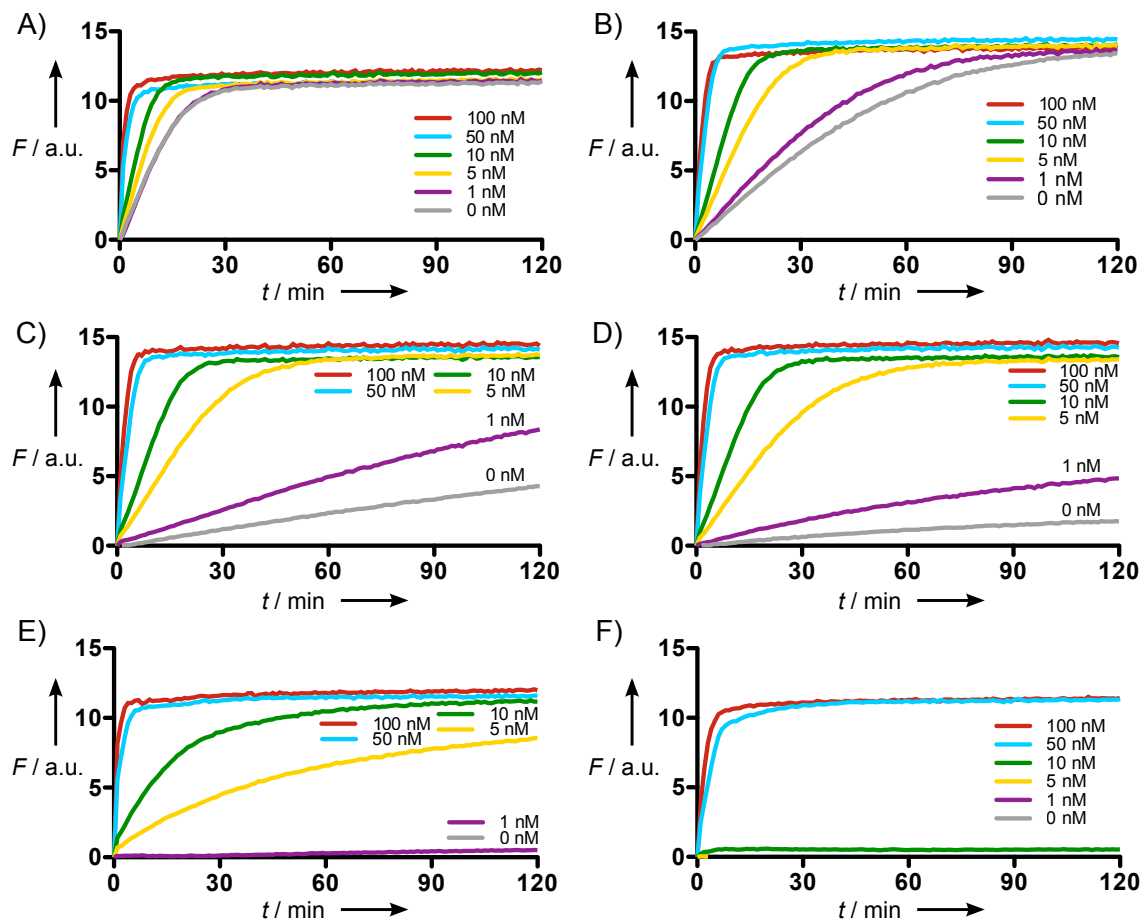 A)
15
10
5
0
F / a.u.
100 nM
50 nM
10 nM
5 nM
1 nM
0 nM
0 30 60 90 120
t / min
B)
15
10
5
0
F / a.u.
100 nM
50 nM
10 nM
5 nM
1 nM
0 nM
0 30 60 90 120
t / min
C)
15
10
5
0
F / a.u.
100 nM 10 nM
50 nM 5 nM
1 nM
0 nM
0 30 60 90 120
t / min
D)
15
10
5
0
F / a.u.
100 nM
50 nM
10 nM
5 nM
1 nM
0 nM
0 30 60 90 120
t / min
E)
15
10
5
0
F / a.u.
100 nM 10 nM
50 nM 5 nM
1 nM
0 nM
0 30 60 90 120
t / min
F)
15
10
5
0
F / a.u.
100 nM
50 nM
10 nM
5 nM
1 nM
0 nM
0 30 60 90 120
t / min